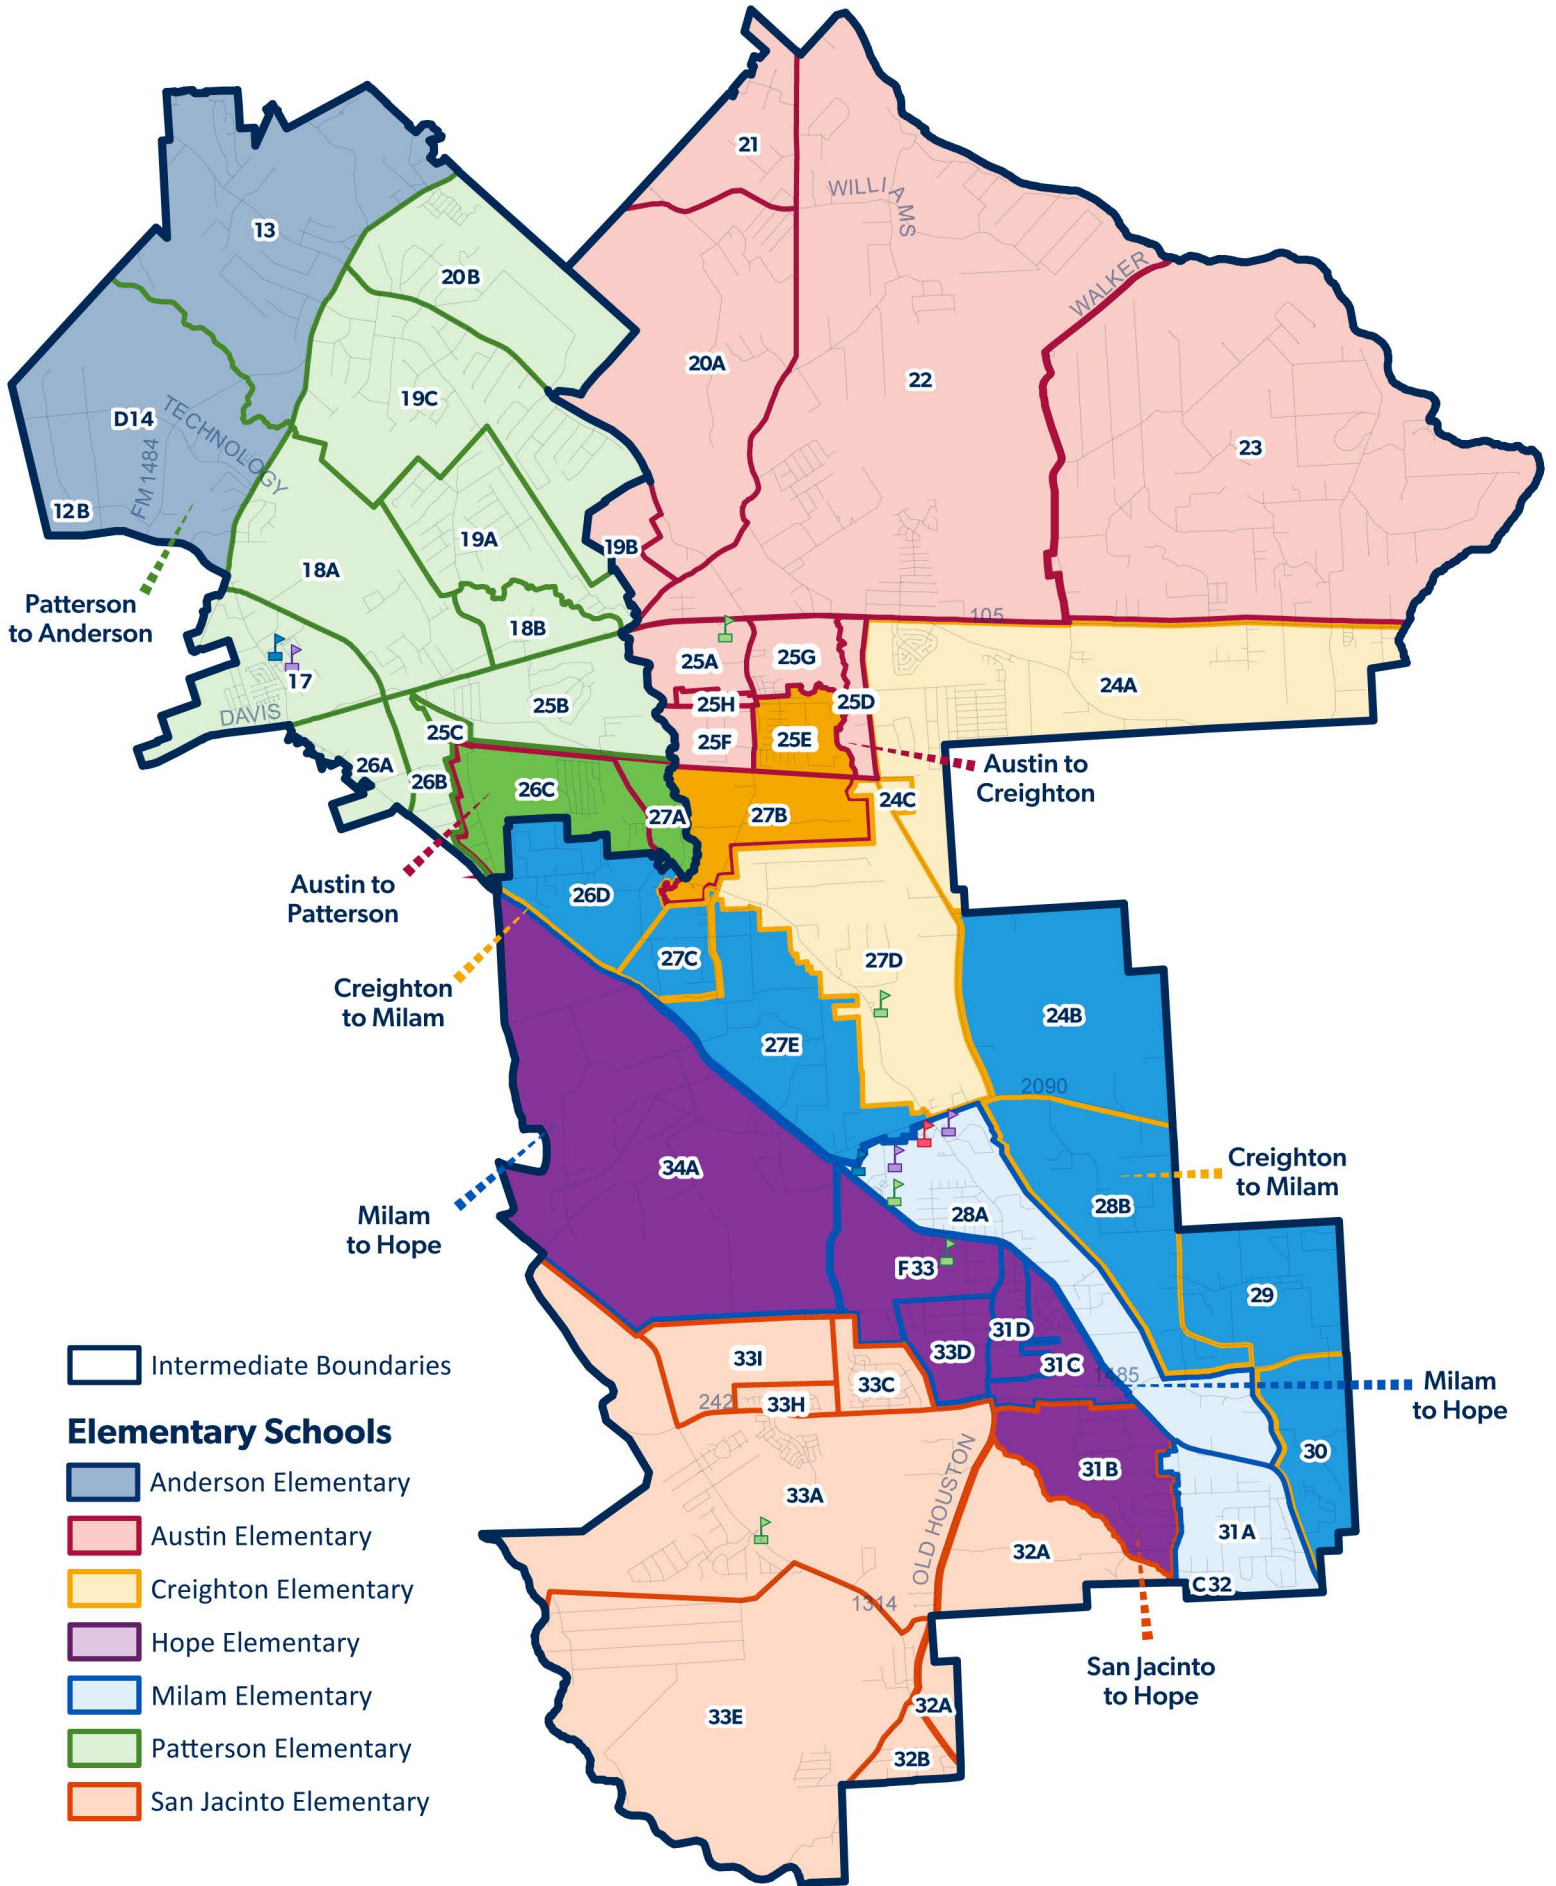 21
WILLIAMS
13
WALKER
20B
20A
22
19C
D14
TECHNOLOGY
FM 1484
23
12B
19A
19B
18A
Patterson
to Anderson
105
18B
25A
25G
17
24A
25H
25D
25B
DAVIS
25C
25F
25E
26A
Austin to
Creighton
26B
26C
24C
27A
27B
Austin to
Patterson
26D
27C
27D
Creighton
to Milam
24B
27E
2090
34A
Creighton
to Milam
28B
28A
Milam
to Hope
F33
29
31D
33D
33I
31C
1485
33C
Milam
to Hope
242
33H
Intermediate Boundaries
Elementary Schools
Anderson Elementary
Austin Elementary
Creighton Elementary
Hope Elementary
Milam Elementary
Patterson Elementary
San Jacinto Elementary
30
31B
OLD HOUSTON
33A
31A
32A
C32
1314
San Jacinto
to Hope
32A
33E
32B